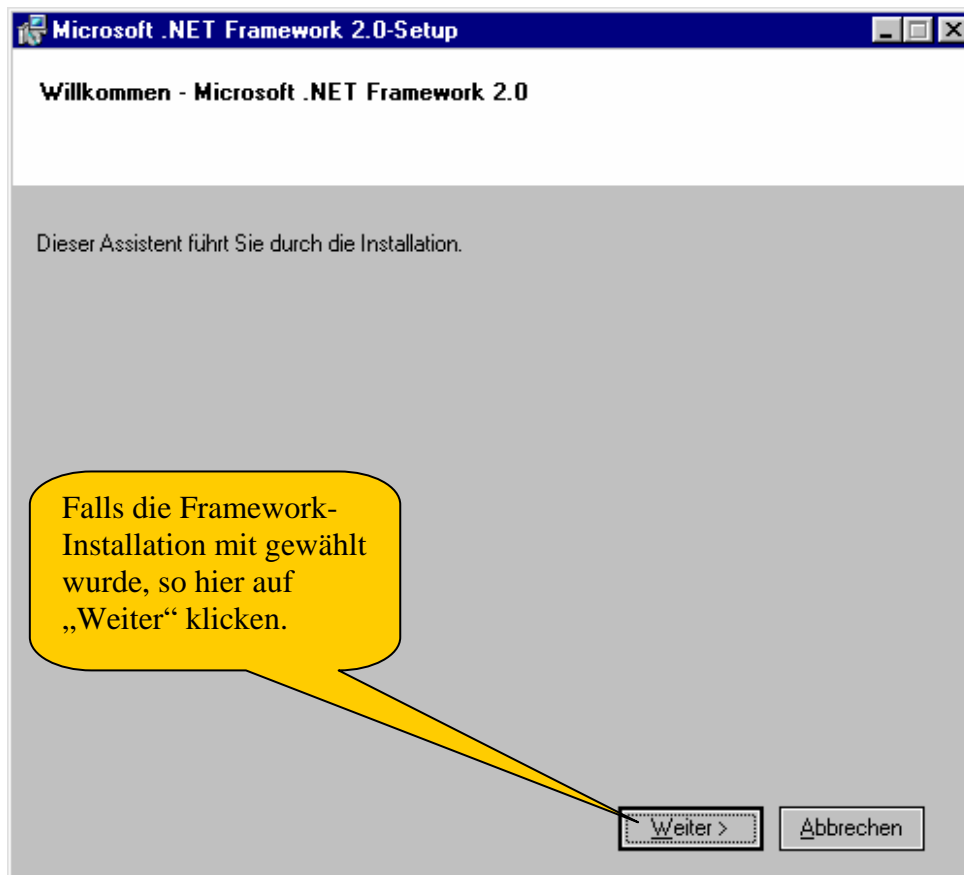 Microsoft .NET Framework 2.0-Setup
Willkommen - Microsoft .NET Framework 2.0
Dieser Assistent führt Sie durch die Installation.
Falls die Framework-
Installation mit gewählt
wurde, so hier auf
„Weiter“ klicken.
Weiter >
Abbrechen